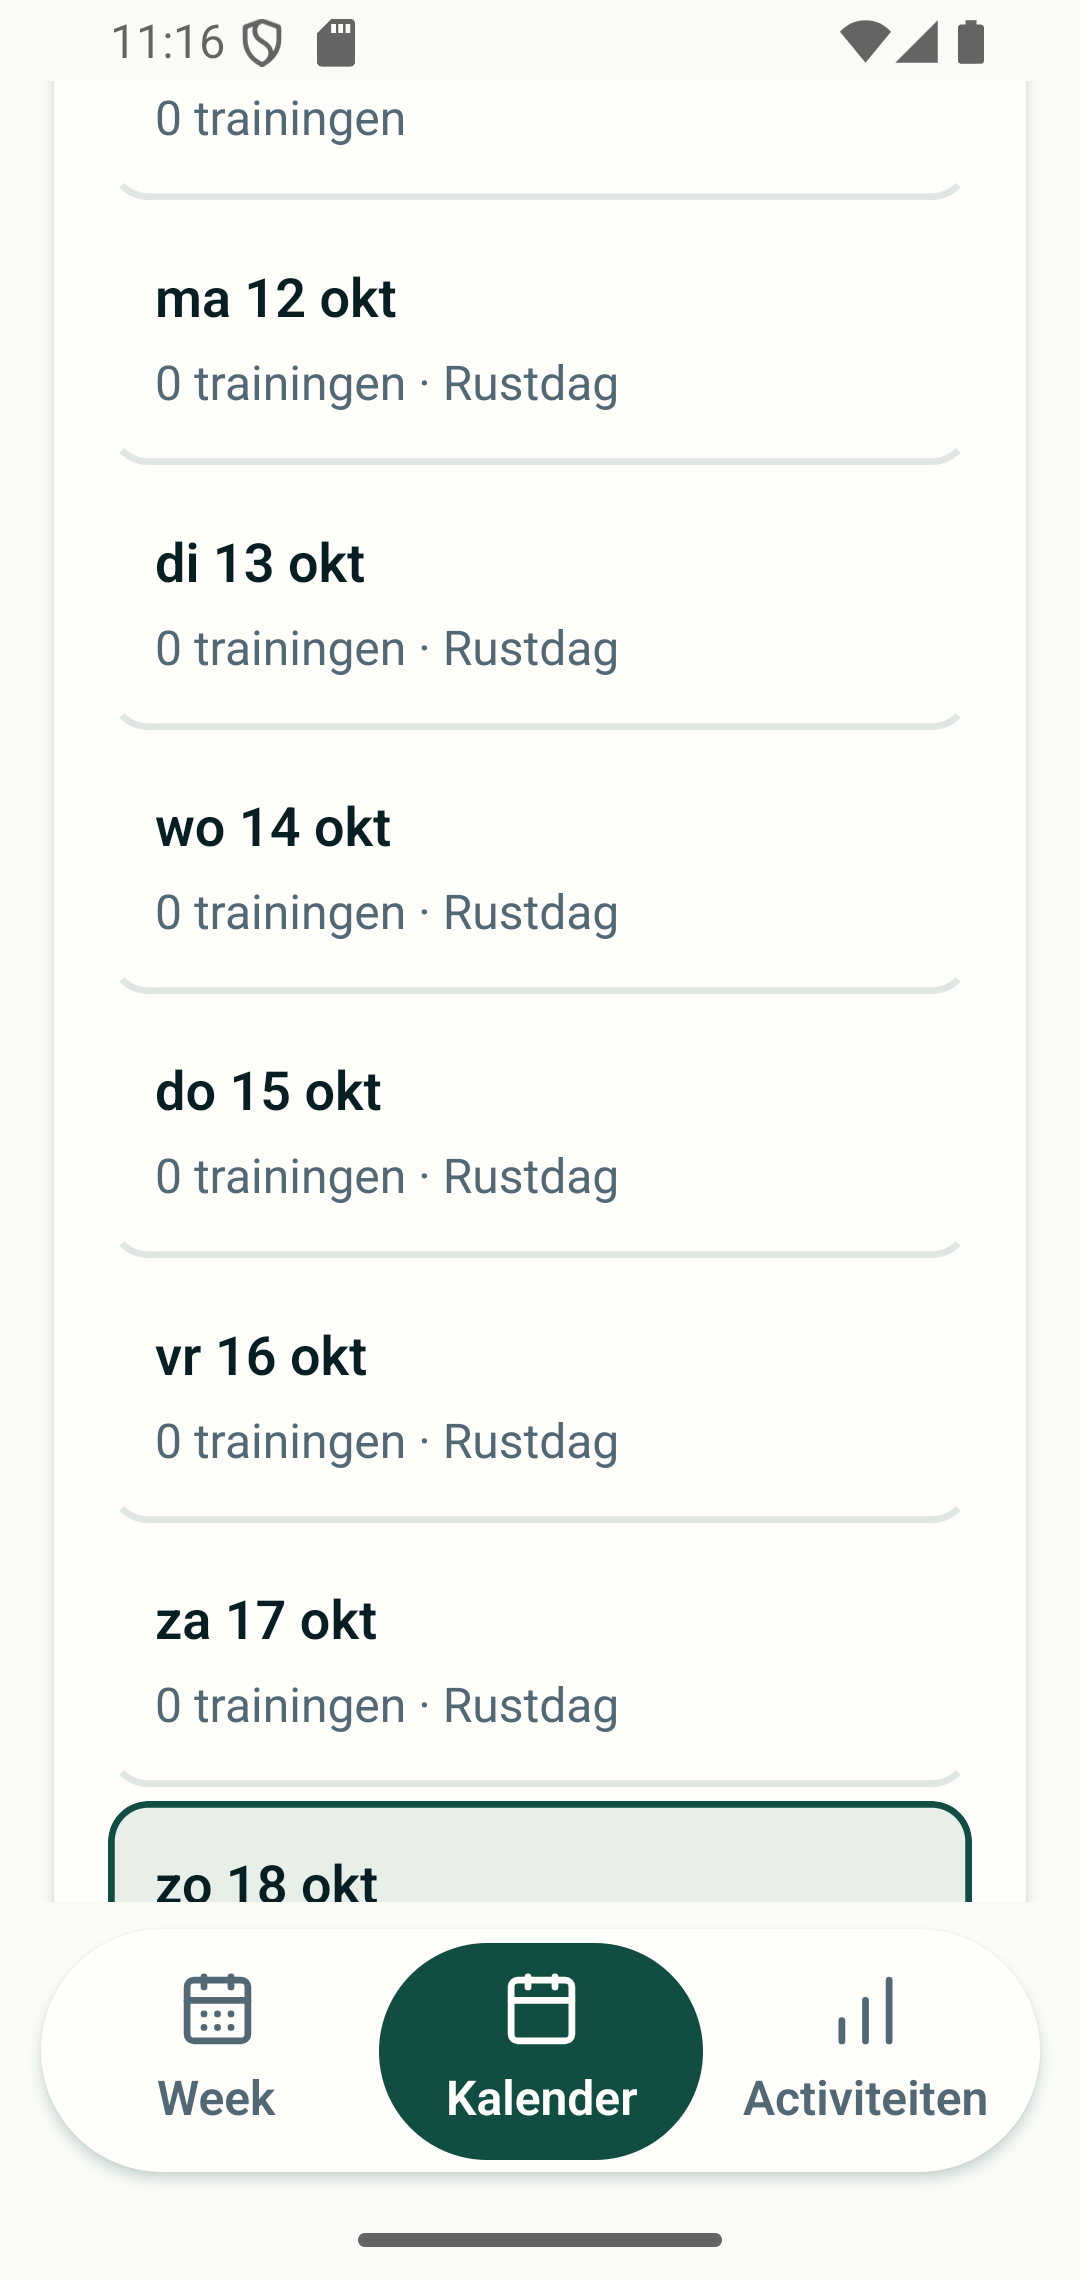 11:16
0 trainingen
ma 12 okt
0 trainingen · Rustdag
di 13 okt
0 trainingen · Rustdag
wo 14 okt
0 trainingen · Rustdag
do 15 okt
0 trainingen · Rustdag
vr 16 okt
0 trainingen · Rustdag
za 17 okt
0 trainingen · Rustdag
zo 18 okt
Week
Kalender
Activiteiten